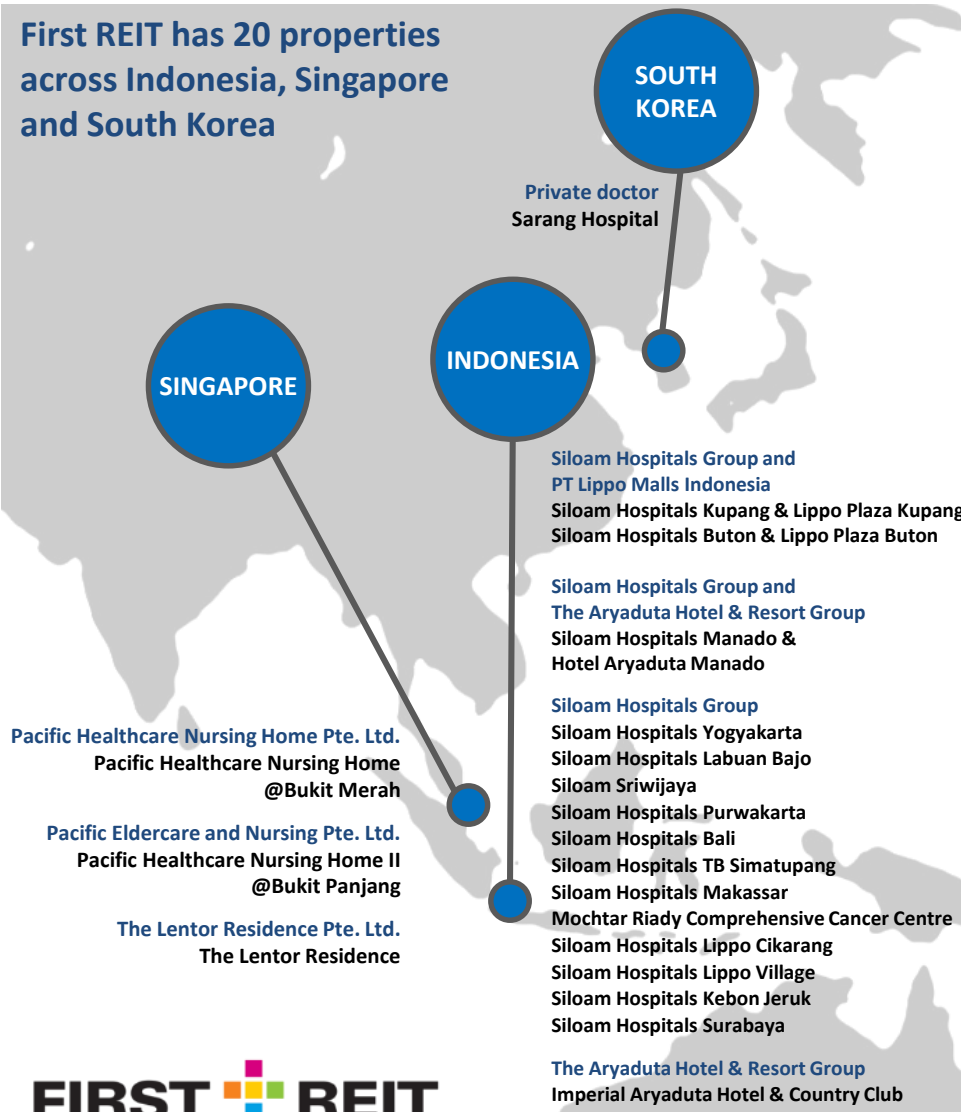 First REIT has 20 properties
across Indonesia, Singapore
and South Korea
SOUTH
KOREA
Private doctor
Sarang Hospital
INDONESIA
SINGAPORE
Siloam Hospitals Group and
PT Lippo Malls Indonesia
Siloam Hospitals Kupang & Lippo Plaza Kupang
Siloam Hospitals Buton & Lippo Plaza Buton
Siloam Hospitals Group and
The Aryaduta Hotel & Resort Group
Siloam Hospitals Manado &
Hotel Aryaduta Manado
Siloam Hospitals Group
Siloam Hospitals Yogyakarta
Siloam Hospitals Labuan Bajo
Siloam Sriwijaya
Siloam Hospitals Purwakarta
Siloam Hospitals Bali
Siloam Hospitals TB Simatupang
Siloam Hospitals Makassar
Mochtar Riady Comprehensive Cancer Centre
Siloam Hospitals Lippo Cikarang
Siloam Hospitals Lippo Village
Siloam Hospitals Kebon Jeruk
Siloam Hospitals Surabaya
The Aryaduta Hotel & Resort Group
Imperial Aryaduta Hotel & Country Club
Pacific Healthcare Nursing Home Pte. Ltd.
Pacific Healthcare Nursing Home
@Bukit Merah
Pacific Eldercare and Nursing Pte. Ltd.
Pacific Healthcare Nursing Home II
@Bukit Panjang
The Lentor Residence Pte. Ltd.
The Lentor Residence
FIRST REIT